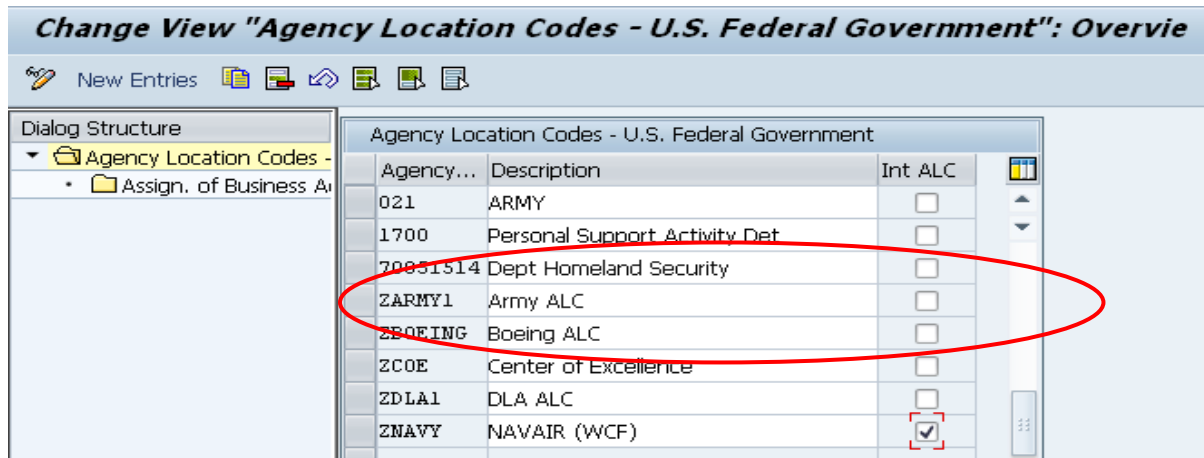 Change View "Agency Location Codes - U.S. Federal Government": Overvie
New Entries
Dialog Structure
Agency Location Codes -
Assign. of Business A
Agency Location Codes - U.S. Federal Government
Agency... Description Int ALC
021 ARMY
1700 Personal Support Activity Det
70051514 Dept Homeland Security
ZARMY1 Army ALC
ZBOEING Boeing ALC
ZCOE Center of Excellence
ZDLA1 DLA ALC
ZNAVY NAVAIR (WCF)